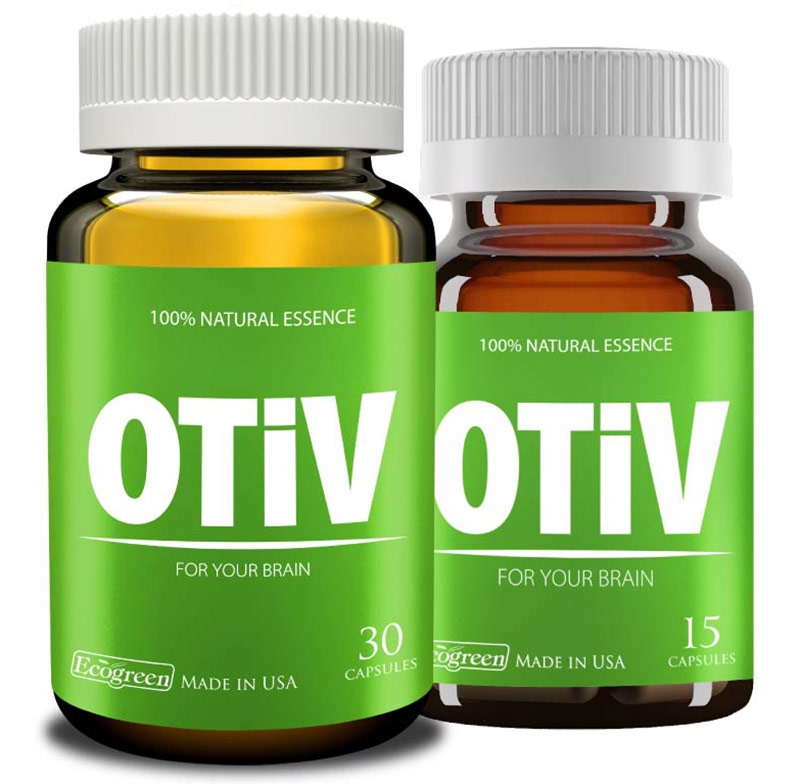 100% NATURAL ESSENCE
OTiV
FOR YOUR BRAIN
30
CAPSULES
Ecogreen MADE IN USA
100% NATURAL ESSENCE
OTiV
FOR YOUR BRAIN
15
CAPSULES
cogreen MADE IN USA